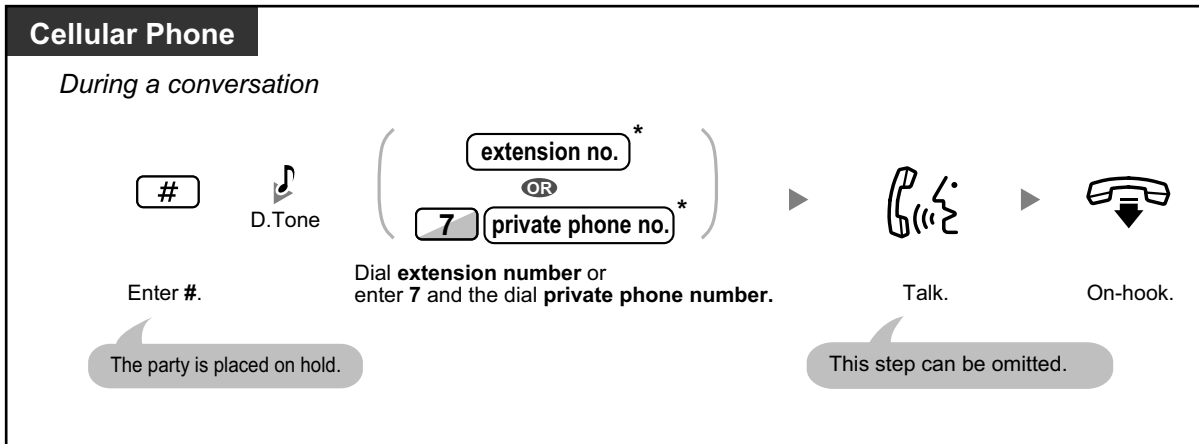 Cellular Phone
During a conversation
#
D.Tone
extension no.*
OR
7 private phone no.*
Enter #.
Dial extension number or
enter 7 and the dial private phone number.
Talk.
On-hook.
The party is placed on hold.
This step can be omitted.